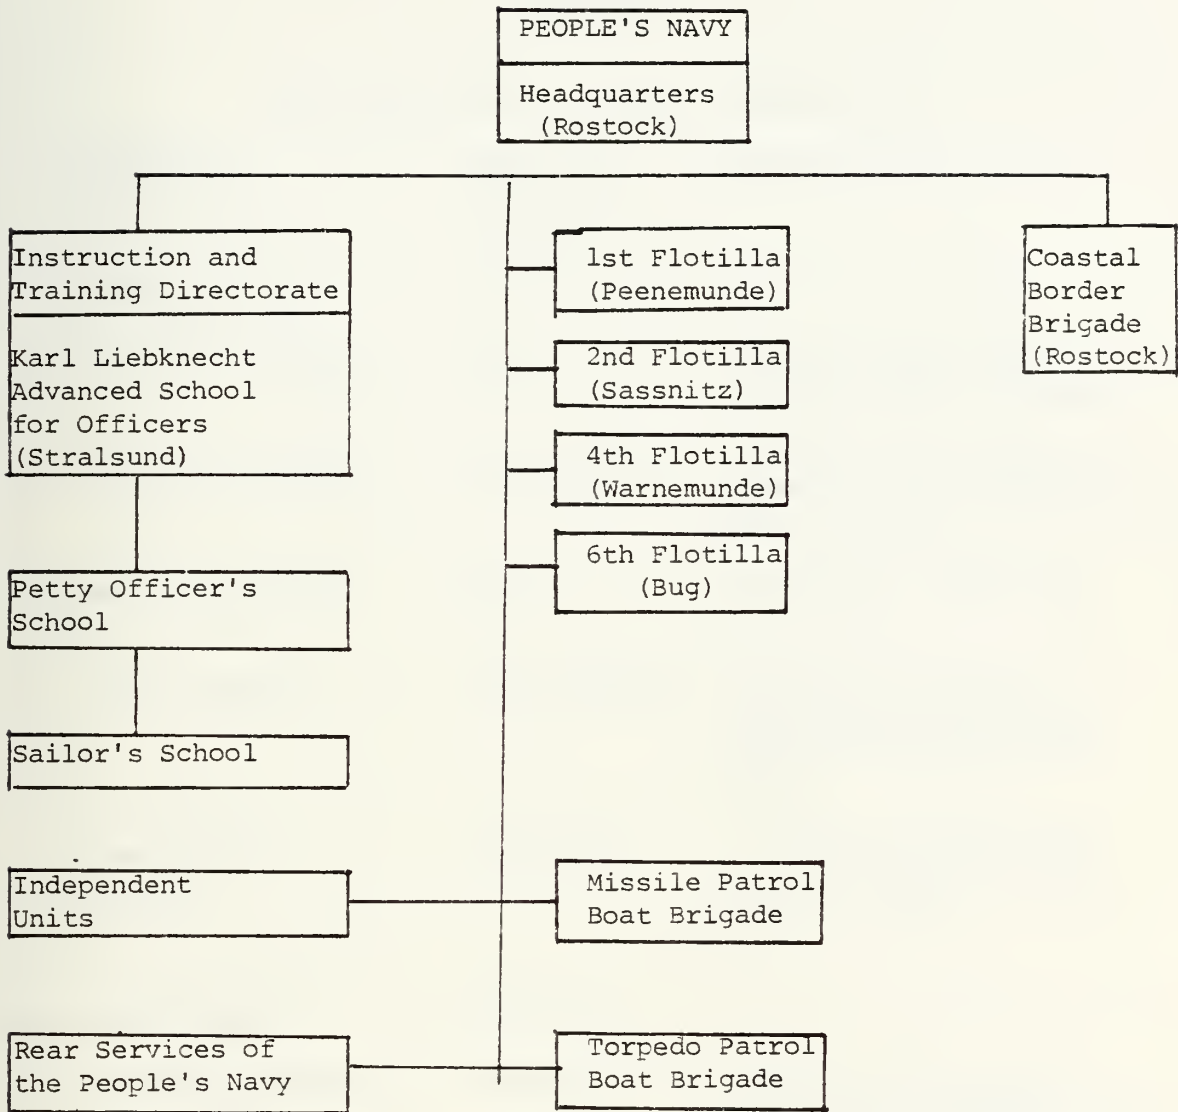 PEOPLE'S NAVY
Headquarters
(Rostock)
Instruction and
Training Directorate
Karl Liebknecht
Advanced School
for Officers
(Stralsund)
Petty Officer's
School
Sailor's School
1st Flotilla
(Peenemunde)
2nd Flotilla
(Sassnitz)
4th Flotilla
(Warnemunde)
6th Flotilla
(Bug)
Coastal
Border
Brigade
(Rostock)
Independent
Units
Missile Patrol
Boat Brigade
Rear Services of
the People's Navy
Torpedo Patrol
Boat Brigade